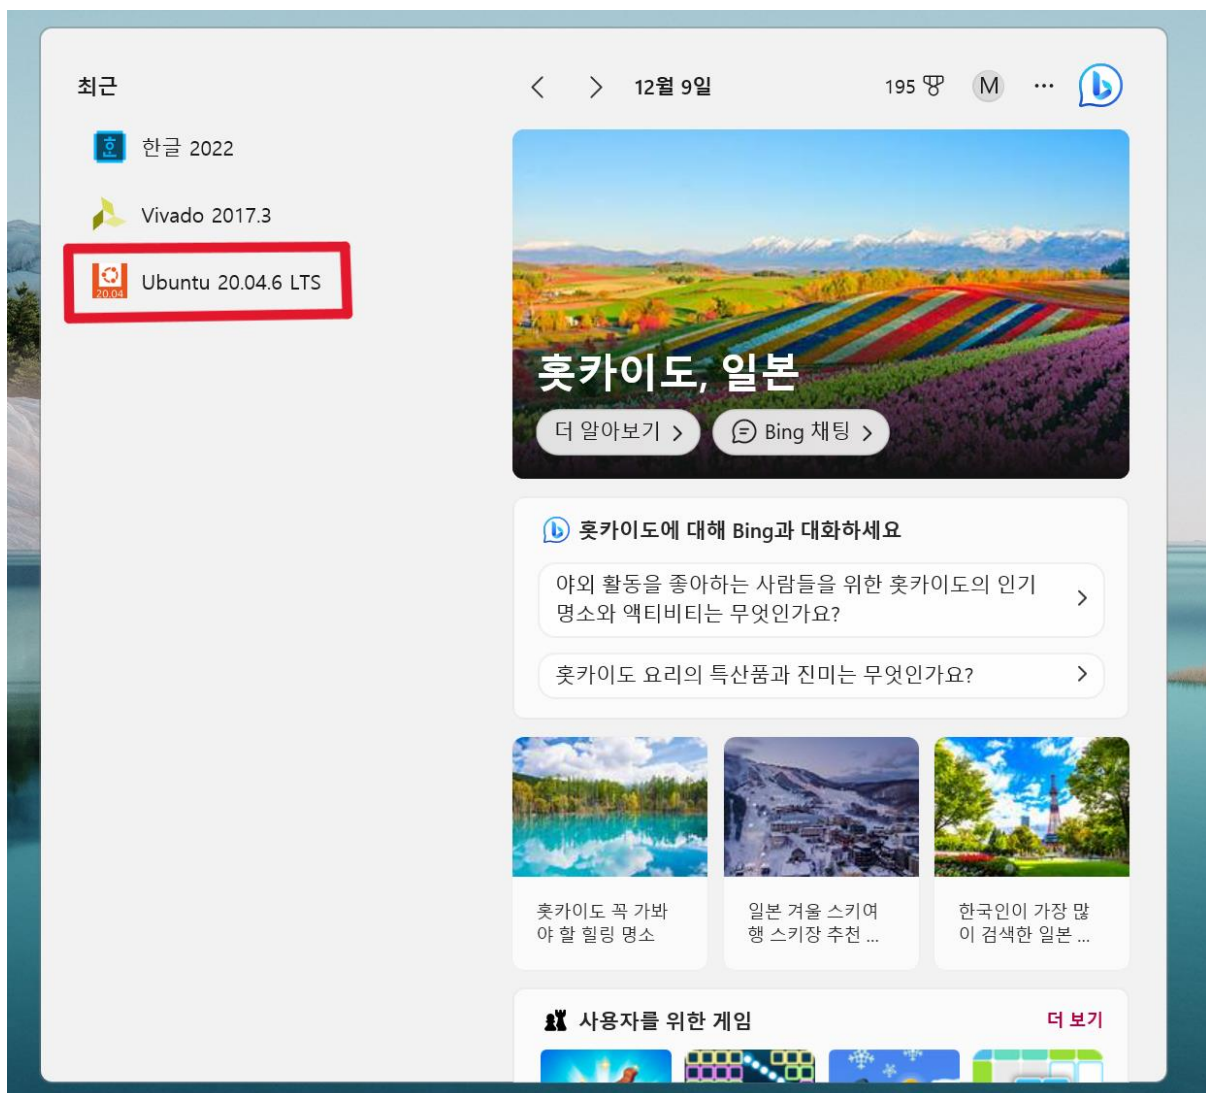 최근
한글 2022
Vivado 2017.3
20.04
Ubuntu 20.04.6 LTS
12월 9일
195
M
홋카이도, 일본
더 알아보기
Bing 채팅
홋카이도에 대해 Bing과 대화하세요
야외 활동을 좋아하는 사람들을 위한 홋카이도의 인기
명소와 액티비티는 무엇인가요?
홋카이도 요리의 특산품과 진미는 무엇인가요?
홋카이도 꼭 가봐
야 할 힐링 명소
일본 겨울 스키여
행 스키장 추천 ...
한국인이 가장 많
이 검색한 일본 ...
사용자를 위한 게임
더 보기